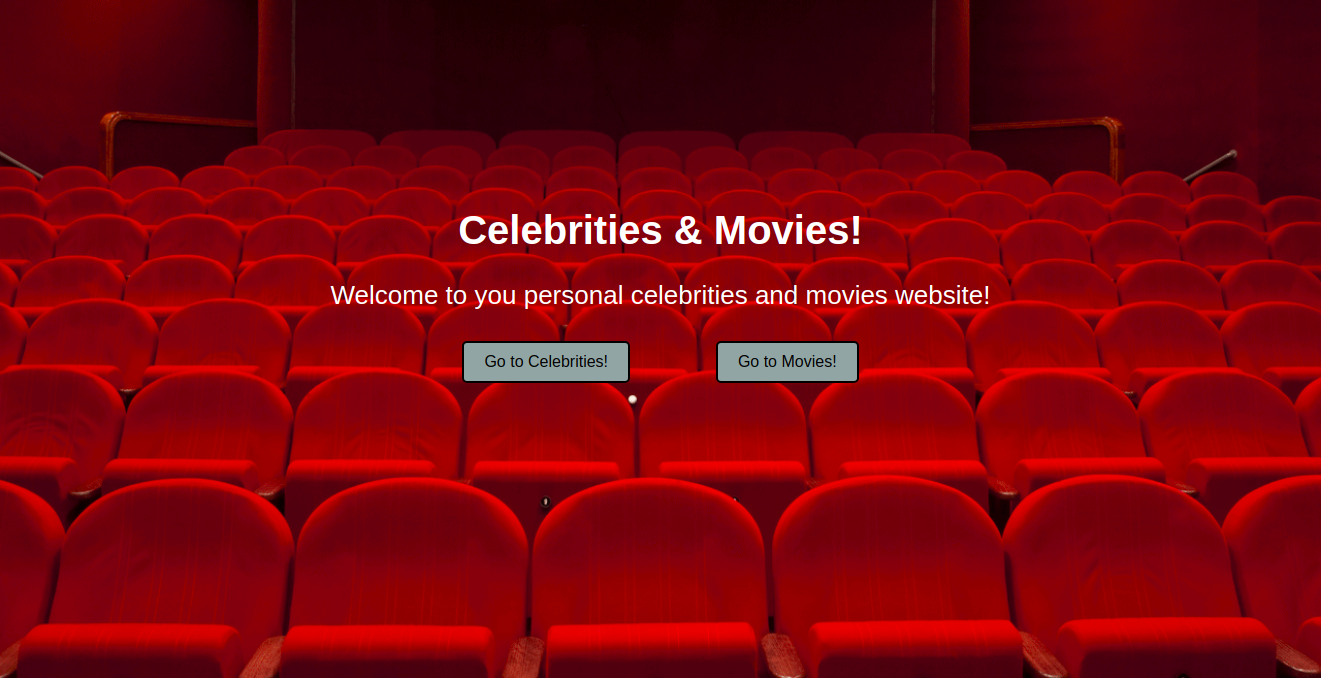 Celebrities & Movies!
Welcome to you personal celebrities and movies website!
Go to Celebrities!
Go to Movies!